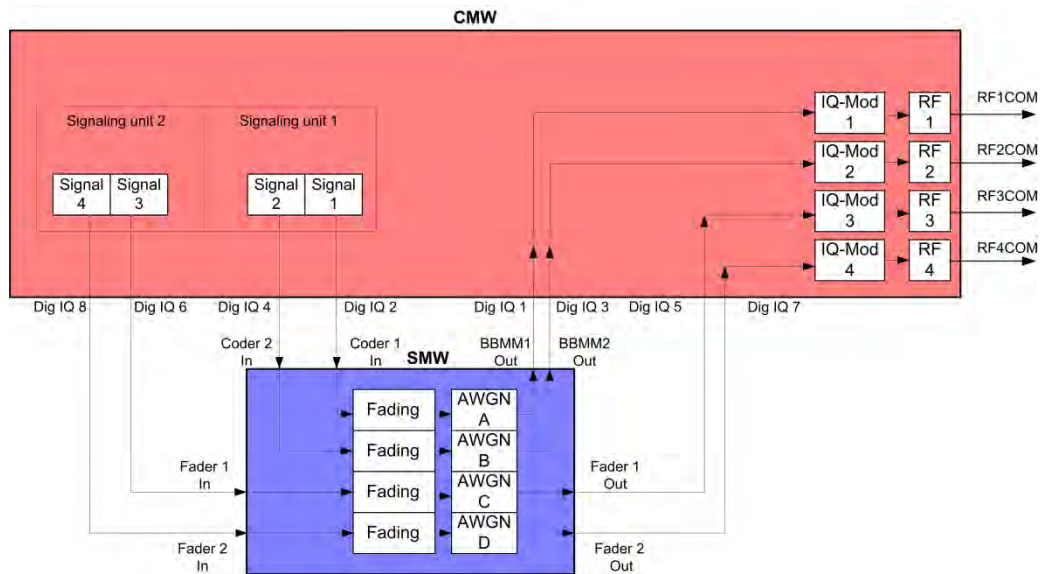 CMW
Signaling unit 2
Signaling unit 1
Signal
4
Signal
3
Signal
2
Signal
1
IQ-Mod
1
RF
1
RF1COM
IQ-Mod
2
RF
2
RF2COM
IQ-Mod
3
RF
3
RF3COM
IQ-Mod
4
RF
4
RF4COM
Dig IQ 8
Dig IQ 6
Dig IQ 4
Dig IQ 2
Dig IQ 1
Dig IQ 3
Dig IQ 5
Dig IQ 7
Coder 2
In
Coder 1
In
SMW
BBMM1
Out
BBMM2
Out
Fading
AWGN
A
Fading
AWGN
B
Fader 1
In
Fading
AWGN
C
Fader 1
Out
Fading
AWGN
D
Fader 2
In
Fader 2
Out